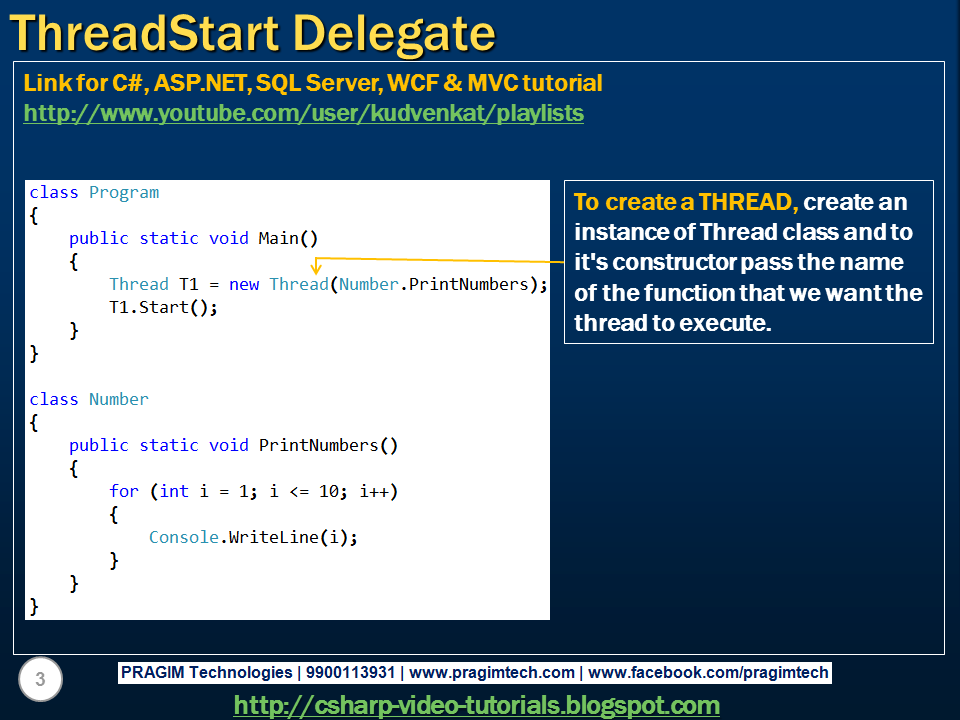 ThreadStart Delegate
Link for C#, ASP.NET, SQL Server, WCF & MVC tutorial
http://www.youtube.com/user/kudvenkat/playlists
class Program
{
    public static void Main()
    {
        Thread T1 = new Thread(Number.PrintNumbers);
        T1.Start();
    }
}
class Number
{
    public static void PrintNumbers()
    {
        for (int i = 1; i <= 10; i++)
        {
            Console.WriteLine(i);
        }
    }
}
To create a THREAD, create an
instance of Thread class and to
it's constructor pass the name
of the function that we want the
thread to execute.
3
PRAGIM Technologies | 9900113931 | www.pragimtech.com | www.facebook.com/pragimtech
http://csharp-video-tutorials.blogspot.com